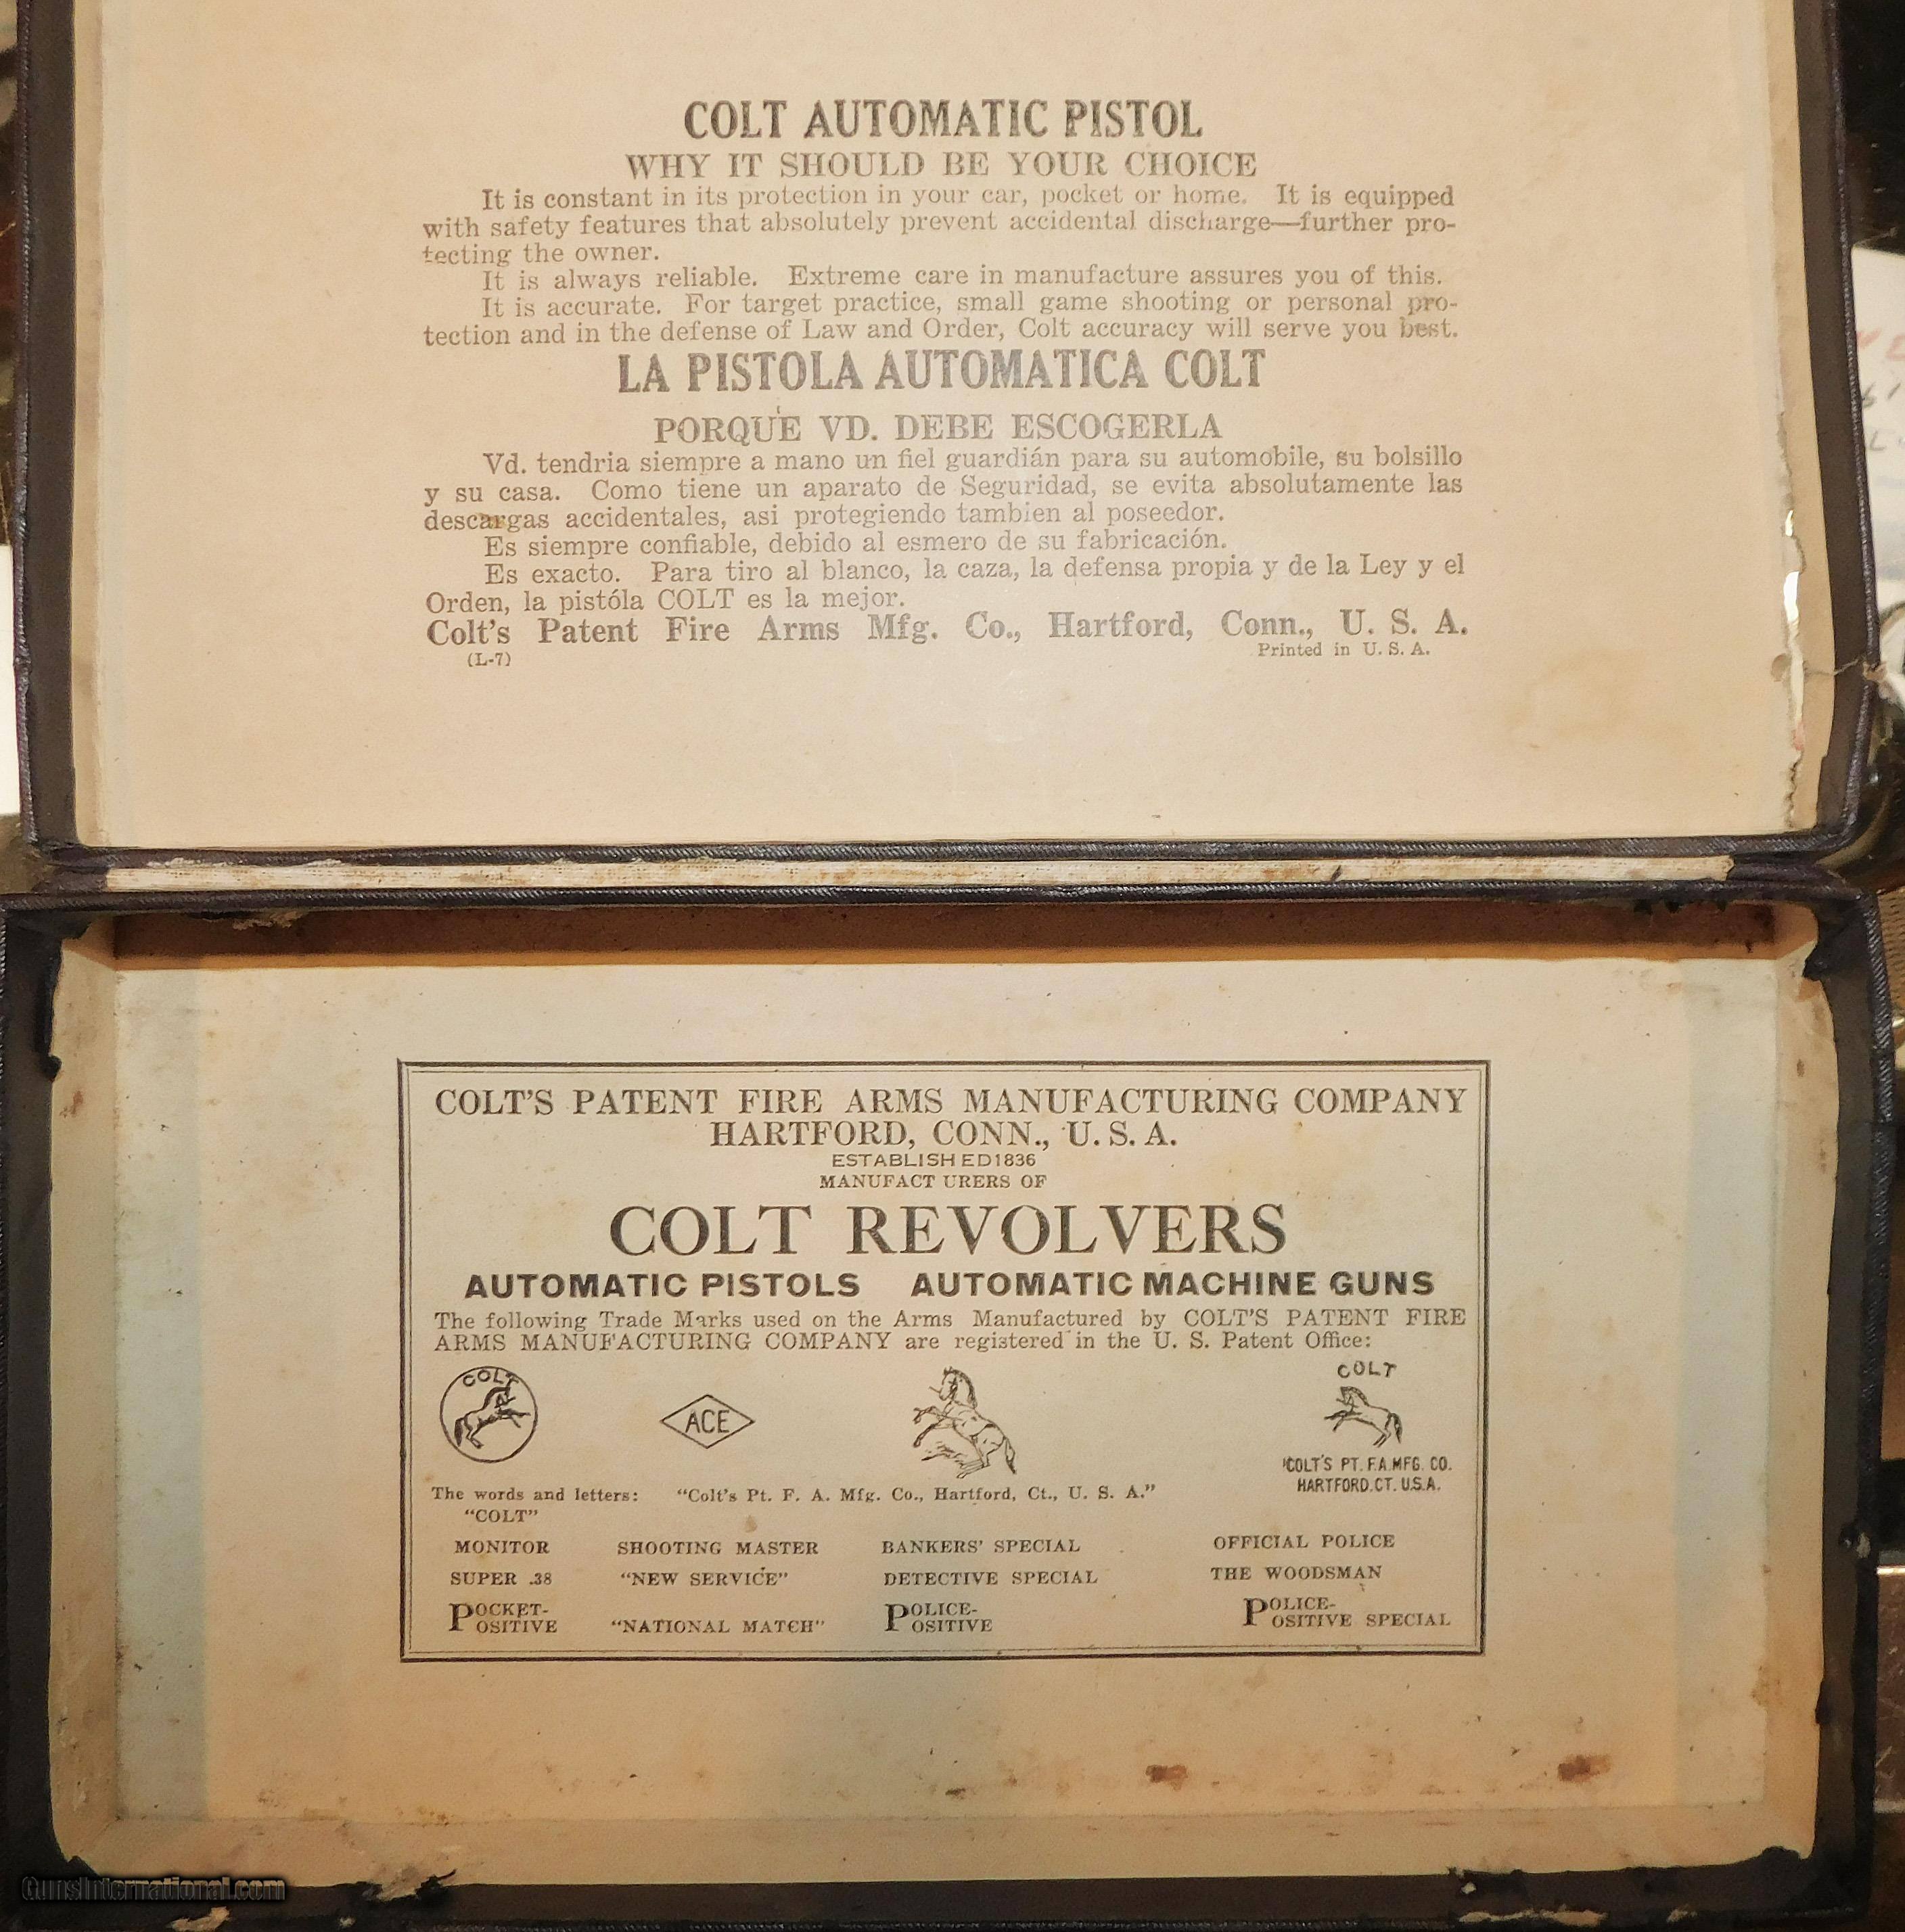 COLT AUTOMATIC PISTOL
WHY IT SHOULD BE YOUR CHOICE
It is constant in its protection in your car, pocket or home. It is equipped
with safety features that absolutely prevent accidental discharge—further pro-
tecting the owner.
It is always reliable. Extreme care in manufacture assures you of this.
It is accurate. For target practice, small game shooting or personal pro-
tection and in the defense of Law and Order, Colt accuracy will serve you best.
LA PISTOLA AUTOMATICA COLT
PORQUÉ VD. DEBE ESCOGERLA
Vd. tendria siempre a mano un fiel guardián para su automobile, su bolsillo
y su casa. Como tiene un aparato de Seguridad, se evita absolutamente las
descargas accidentales, asi protegiendo tambien al poseedor.
Es siempre confiable, debido al esmero de su fabricación.
Es exacto. Para tiro al blanco, la caza, la defensa propia y de la Ley y el
Orden, la pistóla COLT es la mejor.
Colt's Patent Fire Arms Mfg. Co., Hartford, Conn., U. S. A.
(L-7) Printed in U. S. A.
COLT'S PATENT FIRE ARMS MANUFACTURING COMPANY
HARTFORD, CONN., U. S. A.
ESTABLISHED 1836
MANUFACTURERS OF
COLT REVOLVERS
AUTOMATIC PISTOLS AUTOMATIC MACHINE GUNS
The following Trade Marks used on the Arms Manufactured by COLT'S PATENT FIRE
ARMS MANUFACTURING COMPANY are registered in the U. S. Patent Office:
COLT
ACE
COLT
COLT'S PT. F.A. MFG. CO.
HARTFORD. CT. U.S.A.
The words and letters: "Colt's Pt. F. A. Mfg. Co., Hartford, Ct., U. S. A."
"COLT"
MONITOR SHOOTING MASTER BANKERS' SPECIAL OFFICIAL POLICE
SUPER .38 "NEW SERVICE" DETECTIVE SPECIAL THE WOODSMAN
POCKET-POSITIVE "NATIONAL MATCH" POLICE-POSITIVE POLICE-POSITIVE SPECIAL
GunsInternational.com